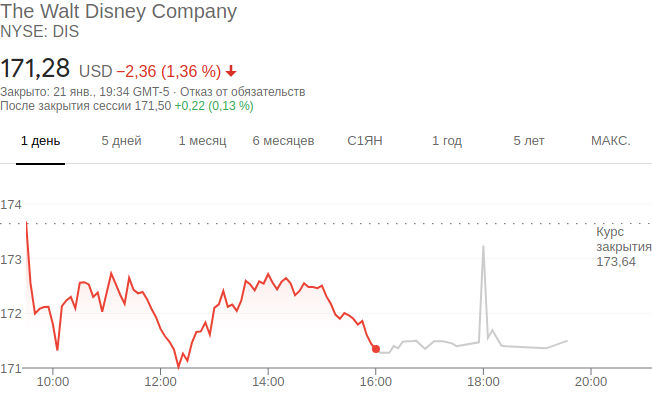 The Walt Disney Company
NYSE: DIS
171,28 USD −2,36 (1,36 %)
Закрыто: 21 янв., 19:34 GMT-5 · Отказ от обязательств
После закрытия сессии 171,50 +0,22 (0,13 %)
1 день 5 дней 1 месяц 6 месяцев С1ЯН 1 год 5 лет МАКС.
174
Курс
закрытия
173,64
173
172
171
10:00 12:00 14:00 16:00 18:00 20:00